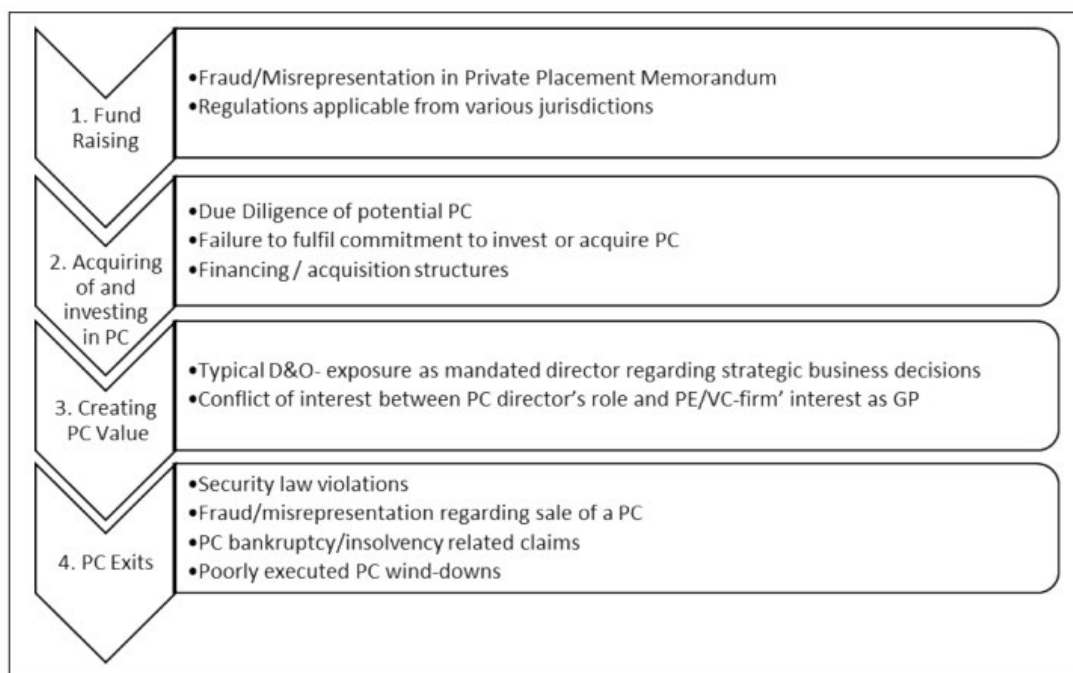 1. Fund
Raising
•Fraud/Misrepresentation in Private Placement Memorandum
•Regulations applicable from various jurisdictions
2. Acquiring
of and
investing
in PC
•Due Diligence of potential PC
•Failure to fulfil commitment to invest or acquire PC
•Financing / acquisition structures
3. Creating
PC Value
•Typical D&O- exposure as mandated director regarding strategic business decisions
•Conflict of interest between PC director's role and PE/VC-firm' interest as GP
4. PC Exits
•Security law violations
•Fraud/misrepresentation regarding sale of a PC
•PC bankruptcy/insolvency related claims
•Poorly executed PC wind-downs